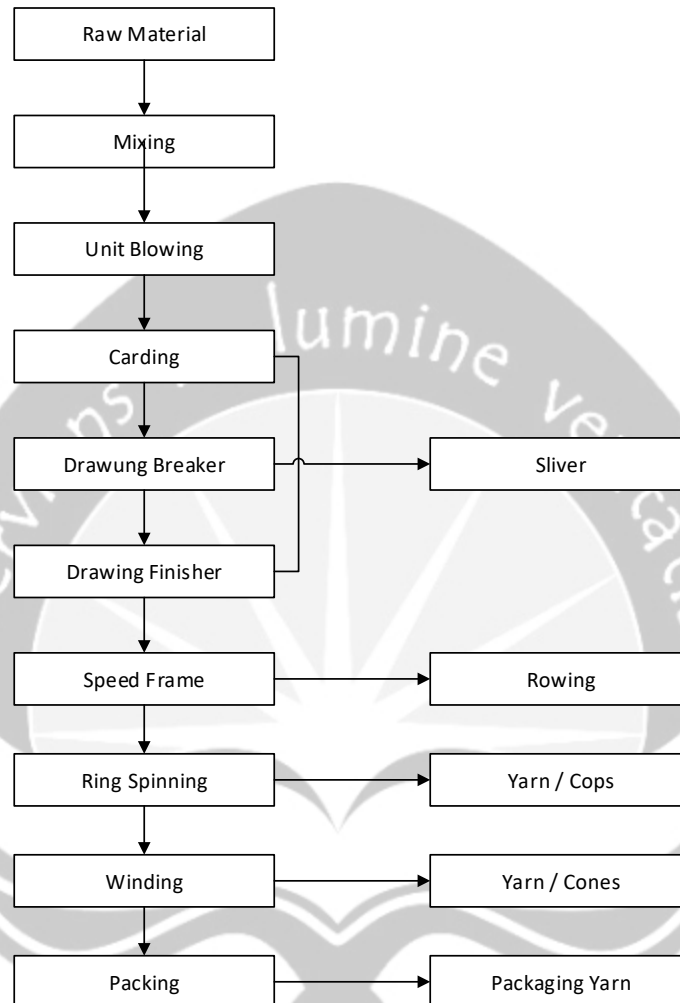 Raw Material
Mixing
Unit Blowing
Carding
Drawung Breaker
Sliver
Drawing Finisher
Speed Frame
Rowing
Ring Spinning
Yarn / Cops
Winding
Yarn / Cones
Packing
Packaging Yarn
lumine